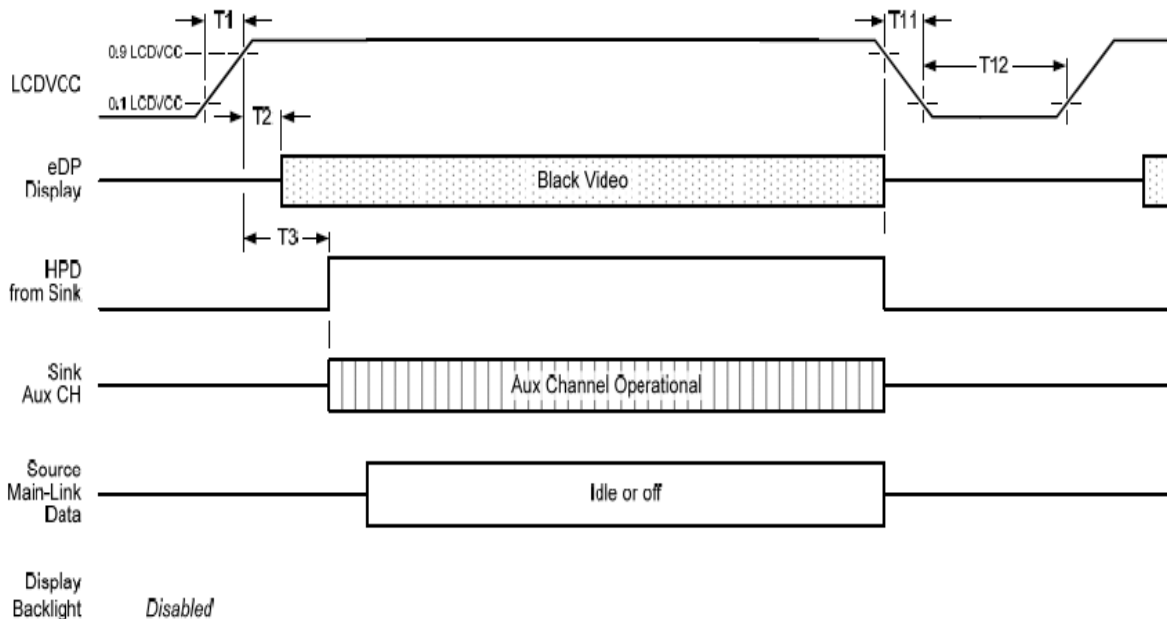 T1
T11
0.9 LCDVCC
LCDVCC
T12
0.1 LCDVCC
T2
eDP
Display
Black Video
T3
HPD
from Sink
Sink
Aux CH
Aux Channel Operational
Source
Main-Link
Data
Idle or off
Display
Backlight
Disabled